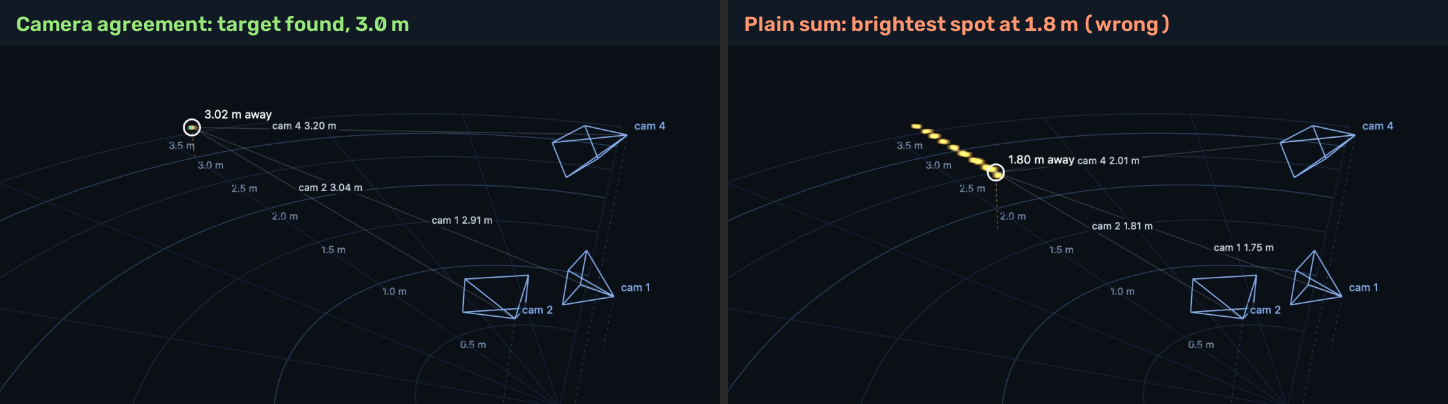 Camera agreement: target found, 3.0 m
3.02 m away
cam 4 3.20 m
cam 4
3.5 m
3.0 m
2.5 m
cam 2 3.04 m
2.0 m
cam 1 2.91 m
1.5 m
1.0 m
cam 1
cam 2
0.5 m
Plain sum: brightest spot at 1.8 m (wrong)
cam 4
3.5 m
1.80 m away
cam 4 2.01 m
3.0 m
2.5 m
2.0 m
cam 2 1.81 m
1.5 m
cam 1 1.75 m
1.0 m
cam 1
cam 2
0.5 m